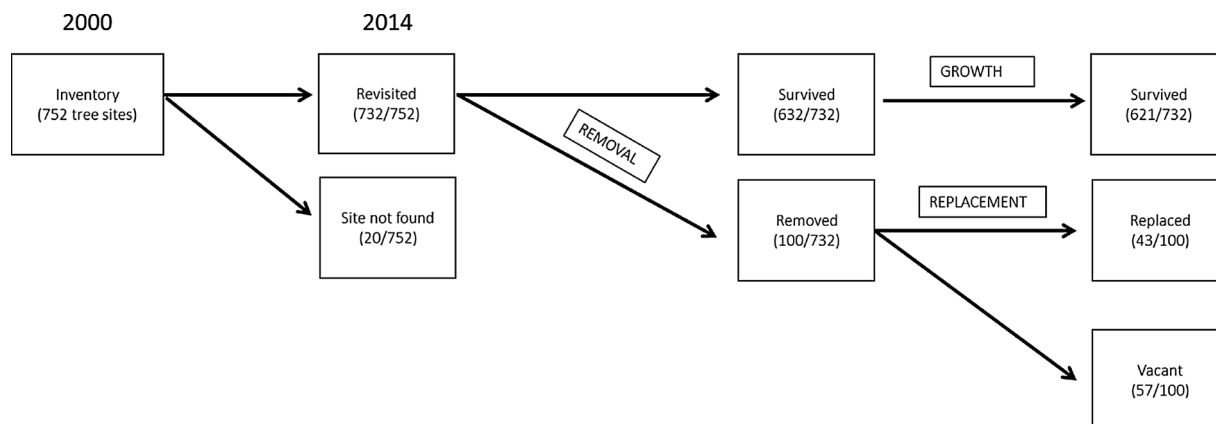 2000
2014
Inventory
(752 tree sites)
Revisited
(732/752)
Site not found
(20/752)
REMOVAL
Survived
(632/732)
Removed
(100/732)
GROWTH
REPLACEMENT
Survived
(621/732)
Replaced
(43/100)
Vacant
(57/100)